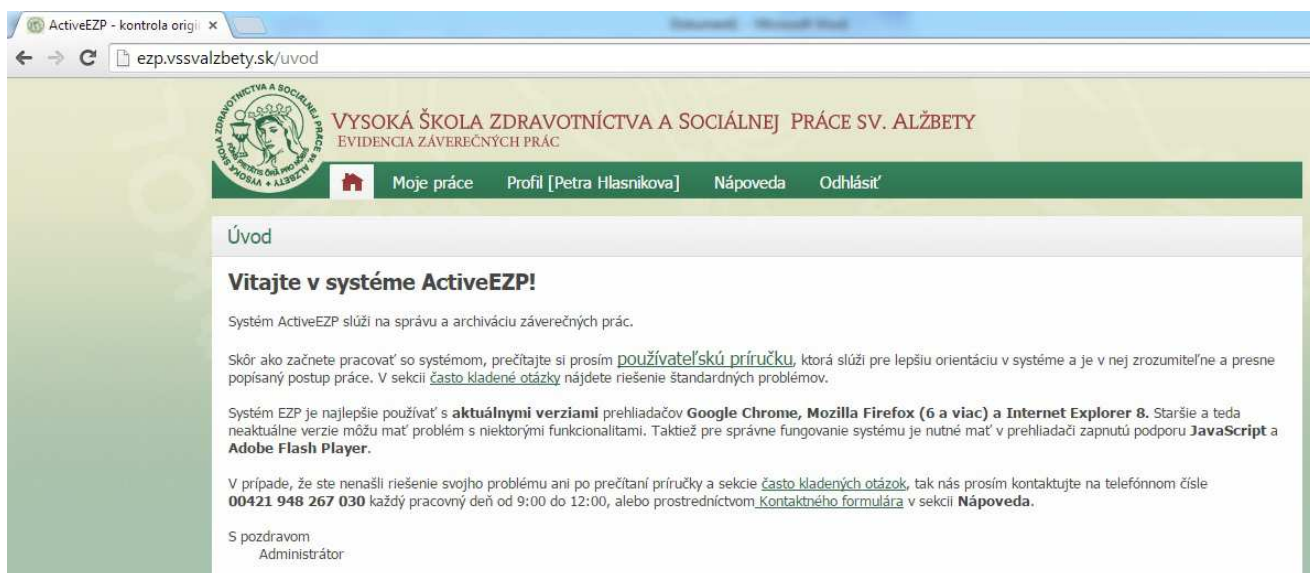 ActiveEZP - kontrola origi
ezp.vssvalzbety.sk/uvod
VYSOKÁ ŠKOLA ZDRAVOTNÍCTVA A SOCIÁLNEJ PRÁCE SV. ALŽBETY
EVIDENCIA ZÁVEREČNÝCH PRÁC
Moje práce Profil [Petra Hlasnikova] Nápoveda Odhlásiť
Úvod
Vitajte v systéme ActiveEZP!
Systém ActiveEZP slúži na správu a archiváciu záverečných prác.
Skôr ako začnete pracovať so systémom, prečítajte si prosím používateľskú príručku, ktorá slúži pre lepšiu orientáciu v systéme a je v nej zrozumiteľne a presne
popísaný postup práce. V sekcii často kladené otázky nájdete riešenie štandardných problémov.
Systém EZP je najlepšie používať s aktuálnymi verziami prehliadačov Google Chrome, Mozilla Firefox (6 a viac) a Internet Explorer 8. Staršie a teda
neaktuálne verzie môžu mať problém s niektorými funkcionalitami. Taktiež pre správne fungovanie systému je nutné mať v prehliadači zapnutú podporu JavaScript a
Adobe Flash Player.
V prípade, že ste nenašli riešenie svojho problému ani po prečítaní príručky a sekcie často kladených otázok, tak nás prosím kontaktujte na telefónnom čísle
00421 948 267 030 každý pracovný deň od 9:00 do 12:00, alebo prostredníctvom Kontaktného formulára v sekcii Nápoveda.
S pozdravom
Administrátor